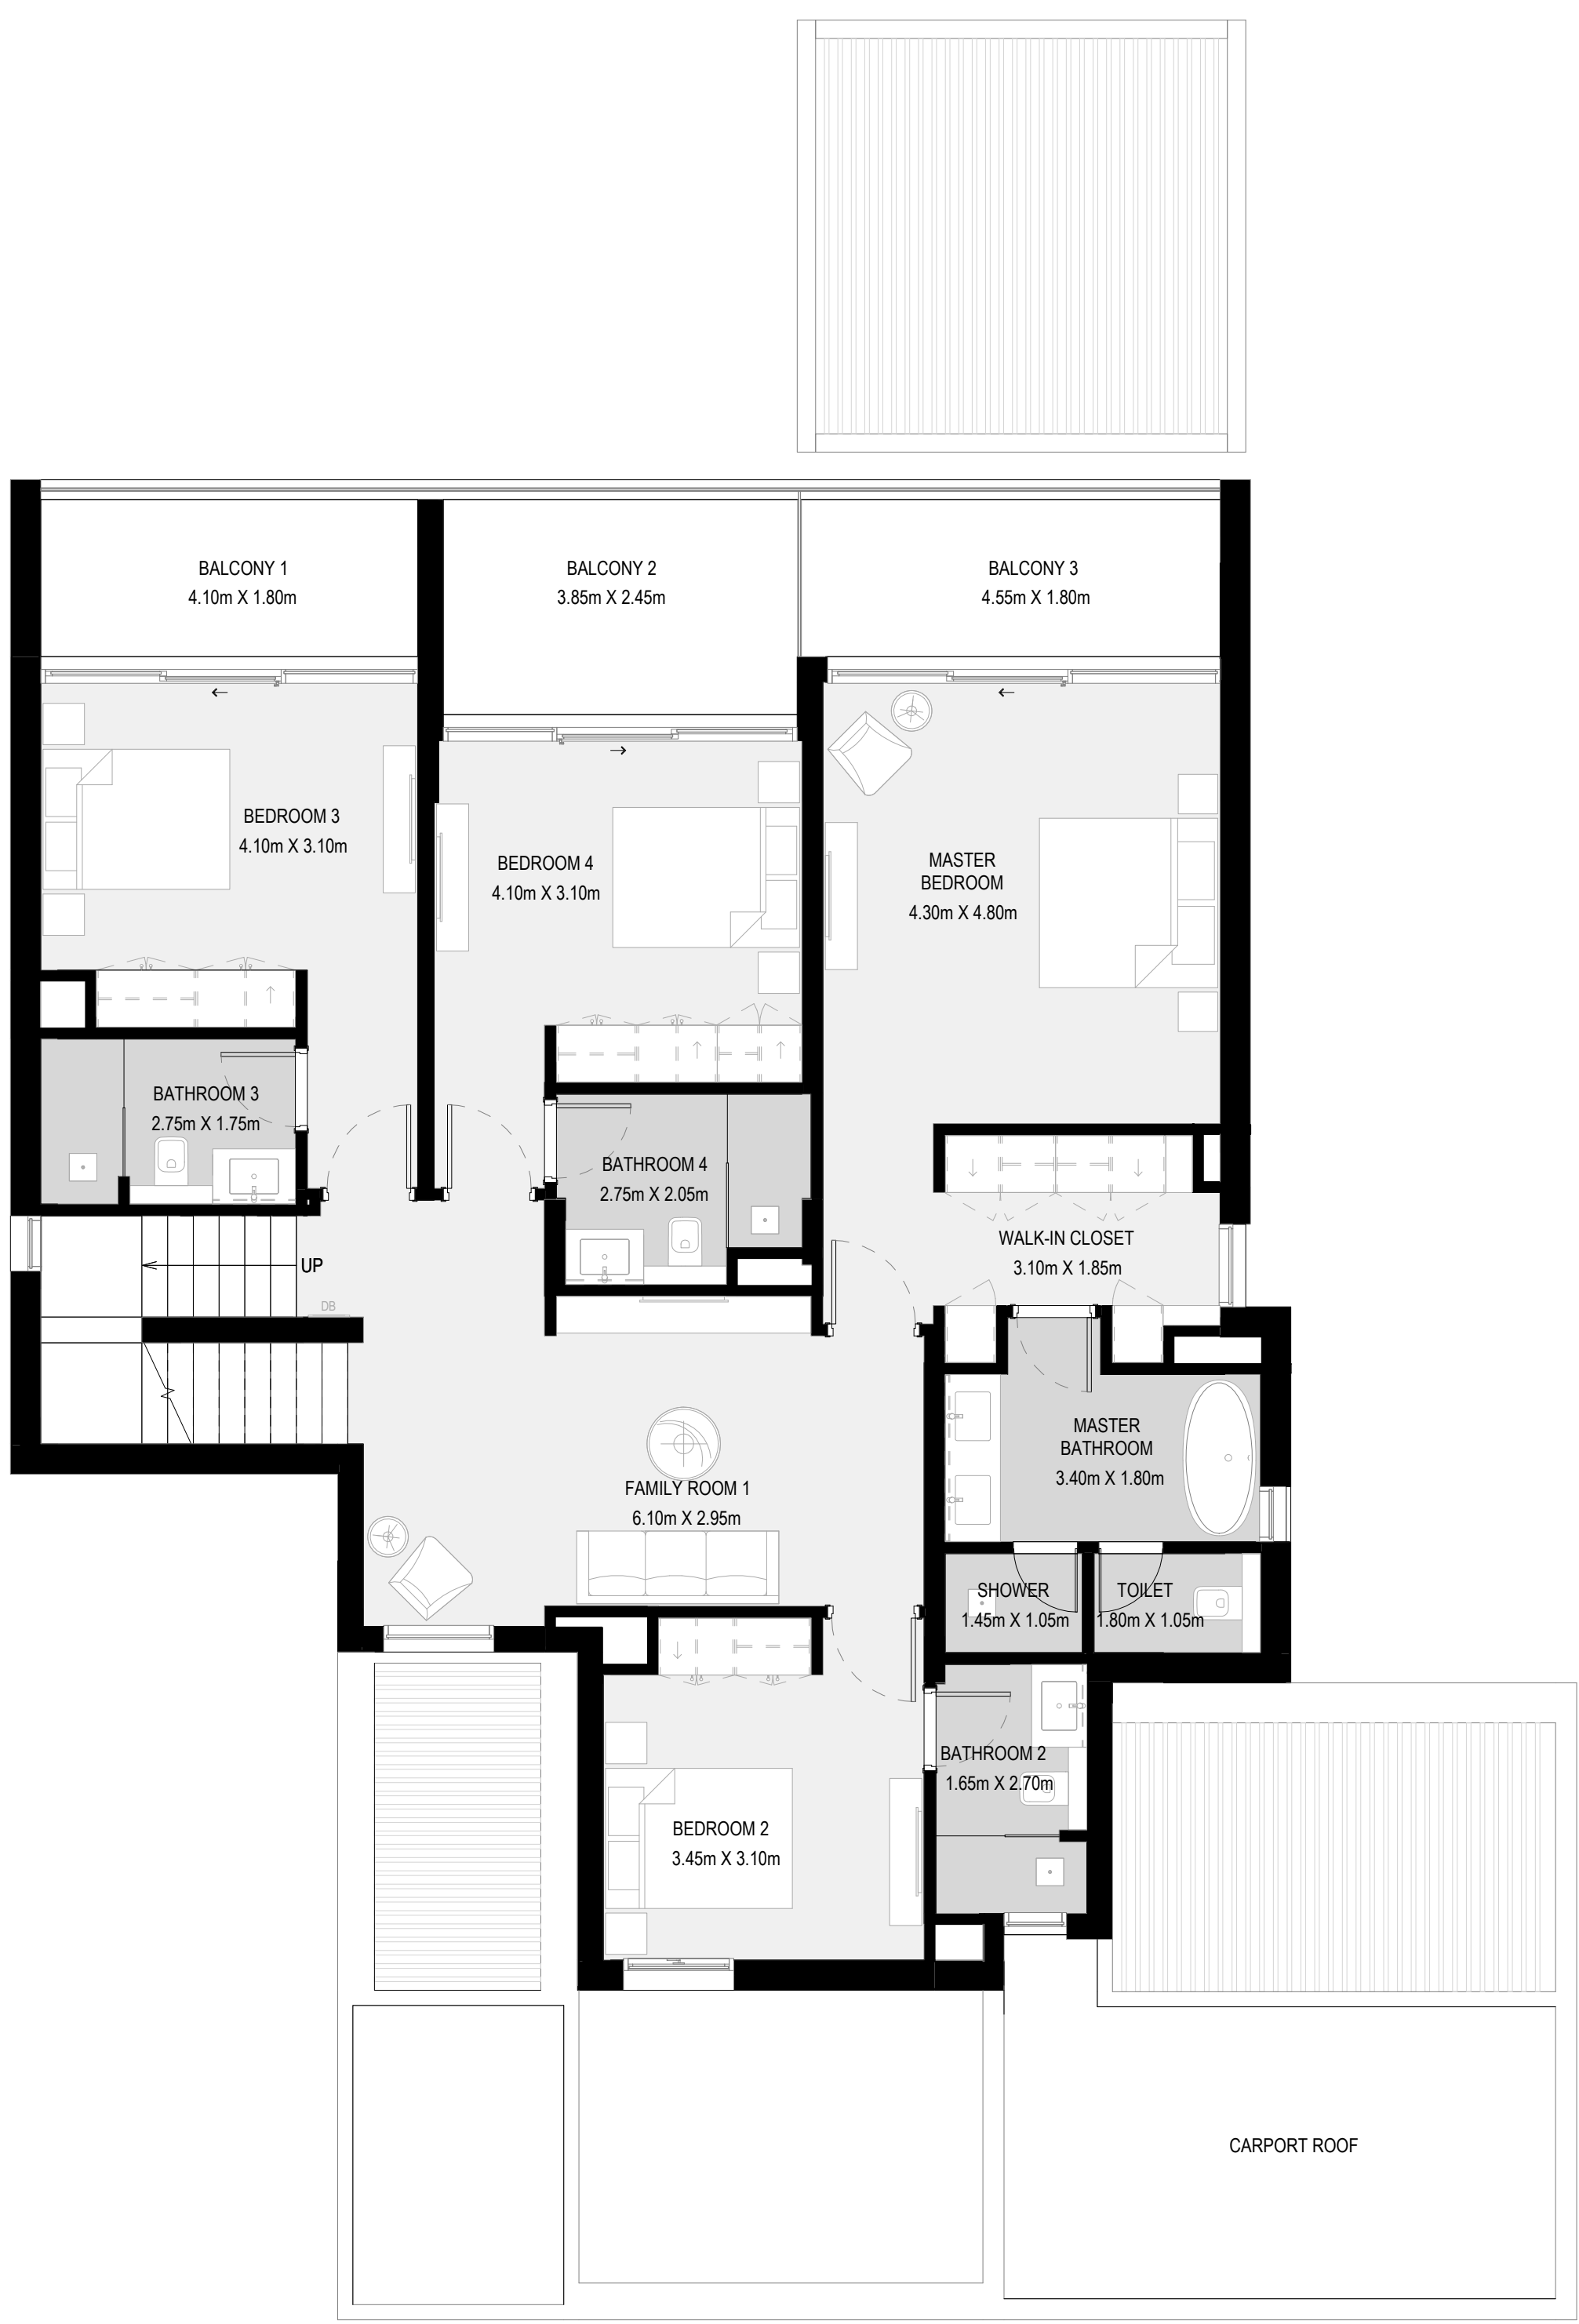 BALCONY 1
4.10m X 1.80m
BALCONY 2
3.85m X 2.45m
BALCONY 3
4.55m X 1.80m
BEDROOM 3
4.10m X 3.10m
BEDROOM 4
4.10m X 3.10m
MASTER
BEDROOM
4.30m X 4.80m
BATHROOM 3
2.75m X 1.75m
BATHROOM 4
2.75m X 2.05m
WALK-IN CLOSET
3.10m X 1.85m
UP
DB
MASTER
BATHROOM
3.40m X 1.80m
FAMILY ROOM 1
6.10m X 2.95m
SHOWER
1.45m X 1.05m
TOILET
1.80m X 1.05m
BATHROOM 2
1.65m X 2.70m
BEDROOM 2
3.45m X 3.10m
CARPORT ROOF